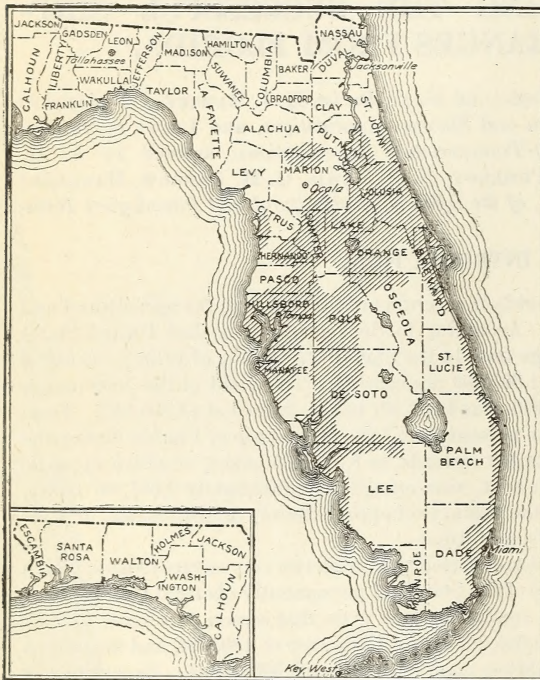 JACKSON
GADSDEN
LEON
Tallahassee
CALHOUN
LIBERTY
WAKULLA
FRANKLIN
JEFFERSON
MADISON
TAYLOR
HAMILTON
SUWANEE
LA FAYETTE
COLUMBIA
BAKER
BRADFORD
NASSAU
DUVAL
Jacksonville
CLAY
ST. JOHN
ALACHUA
PUT
LEVY
MARION
Ocala
VOLUSIA
CITRUS
SUMTER
LAKE
HERNANDO
ORANGE
PASCO
BREVARD
OSCEOLA
HILLSBORO
Tampa
POLK
MANATEE
DE SOTO
ST.
LUCIE
PALM
BEACH
LEE
MONROE
DADE
Miami
Key West
ESCAMBIA
SANTA
ROSA
WALTON
HOLMES
JACKSON
WASH-
INGTON
CALHOUN